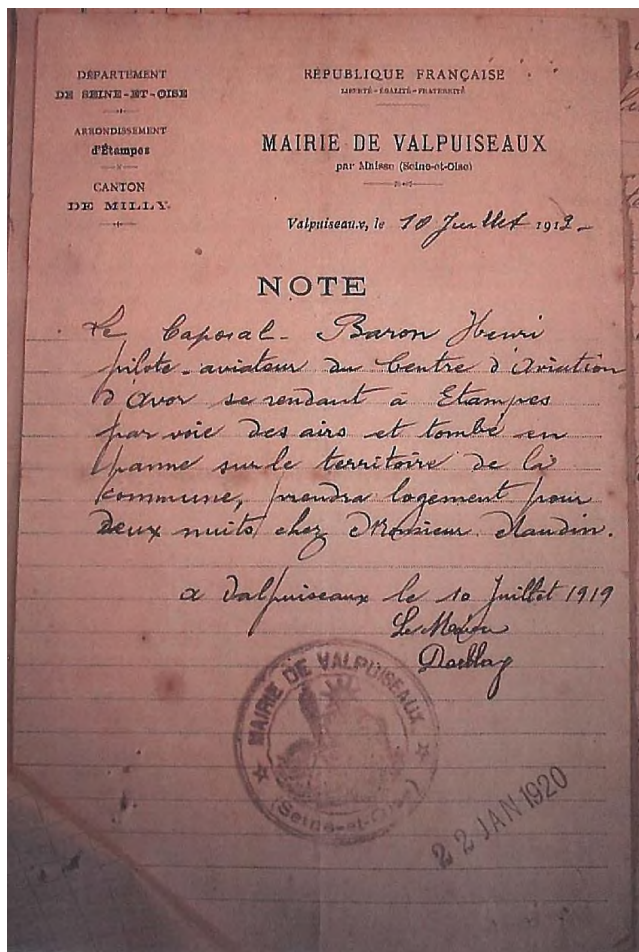 DÉPARTEMENT
DE SEINE-ET-OISE
ARRONDISSEMENT
d'Étampes
CANTON
DE MILLY.
RÉPUBLIQUE FRANÇAISE
LIBERTÉ-ÉGALITÉ-FRATERNITÉ
MAIRIE DE VALPUISEAUX
par Maisse (Seine-et-Oise)
Valpuiseaux, le 10 Juillet 1919
NOTE
Le Caporal Baron Henri
pilote-aviateur du Centre d'Aviation
d'Avor se rendant à Etampes
par voie des airs et tombé en
panne sur le territoire de la
commune, prendra logement pour
deux nuits chez Monsieur
a Valpuiseaux le 10 Juillet 1919
Le Maire
MAIRIE DE VALPUISEAUX
(Seine-et-Oise)
22 JAN 1920